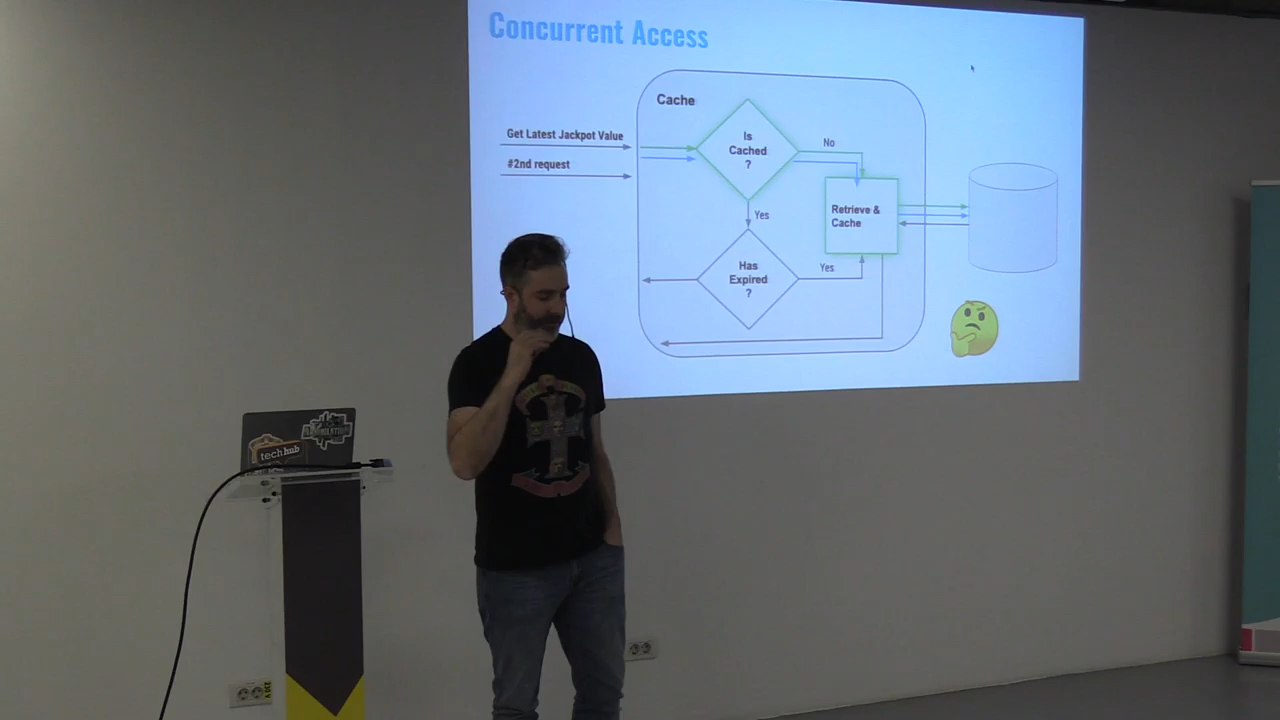 Concurrent Access
Cache
Get Latest Jackpot Value
#2nd request
Is
Cached
?
No
Yes
Retrieve &
Cache
Has
Expired
?
Yes
techhub